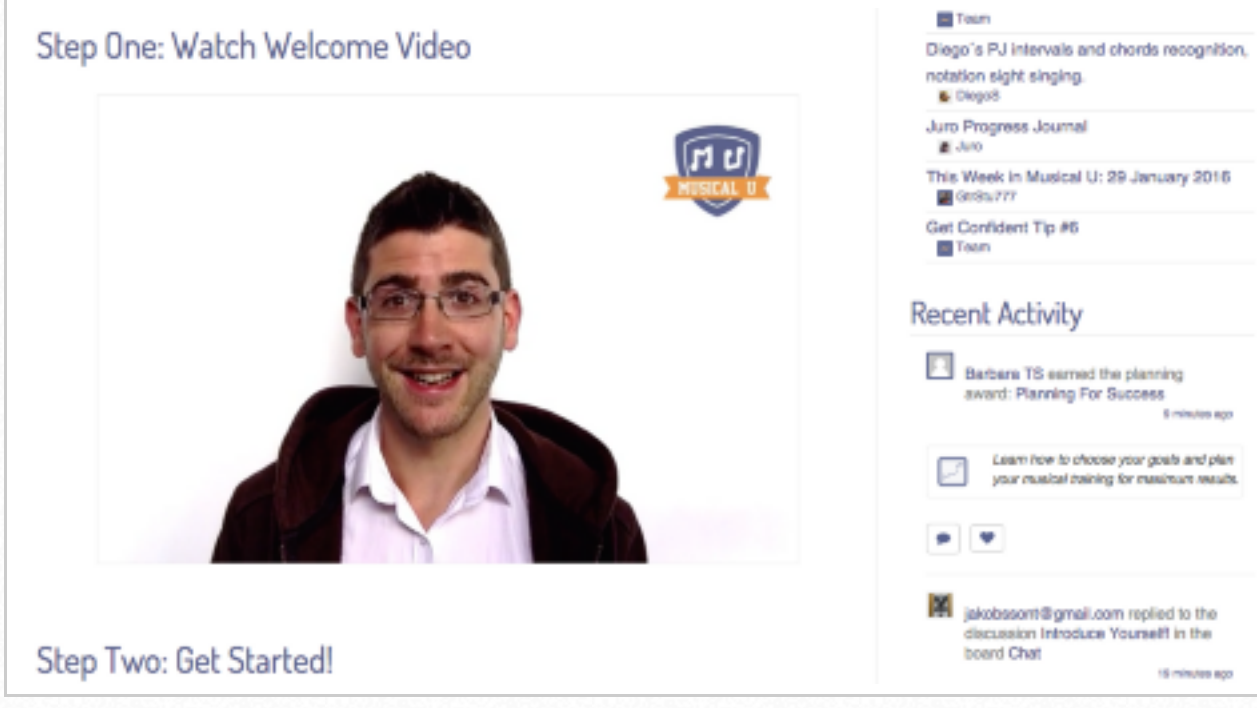 Step One: Watch Welcome Video
M U
MUSICAL U
Step Two: Get Started!
Team
Diego´s PJ intervals and chords recognition,
notation sight singing.
DiegoS
Juro Progress Journal
Juro
This Week in Musical U: 29 January 2016
Get Confident Tip #6
Team
Recent Activity
Barbara TS earned the planning
award: Planning For Success
minutes ago
Learn how to choose your goals and plan
your musical training for maximum results.
jakobssont@gmail.com replied to the
discussion Introduce Yourself! in the
board Chat
minutes ago